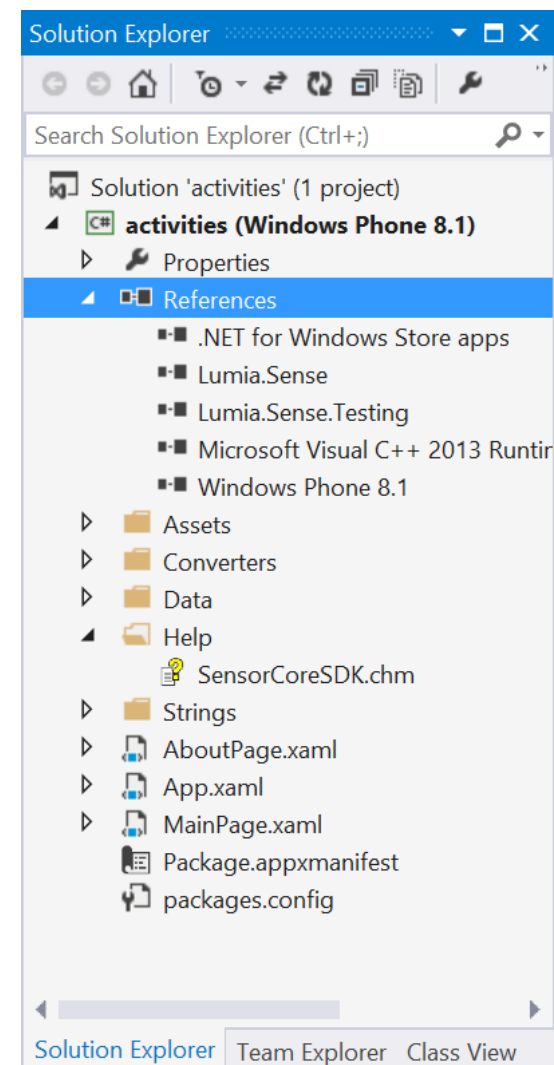 Solution Explorer
Search Solution Explorer (Ctrl+;)
Solution 'activities' (1 project)
C# activities (Windows Phone 8.1)
Properties
References
.NET for Windows Store apps
Lumia.Sense
Lumia.Sense.Testing
Microsoft Visual C++ 2013 Runtin
Windows Phone 8.1
Assets
Converters
Data
Help
SensorCoreSDK.chm
Strings
AboutPage.xaml
App.xaml
MainPage.xaml
Package.appxmanifest
packages.config
Solution Explorer Team Explorer Class View